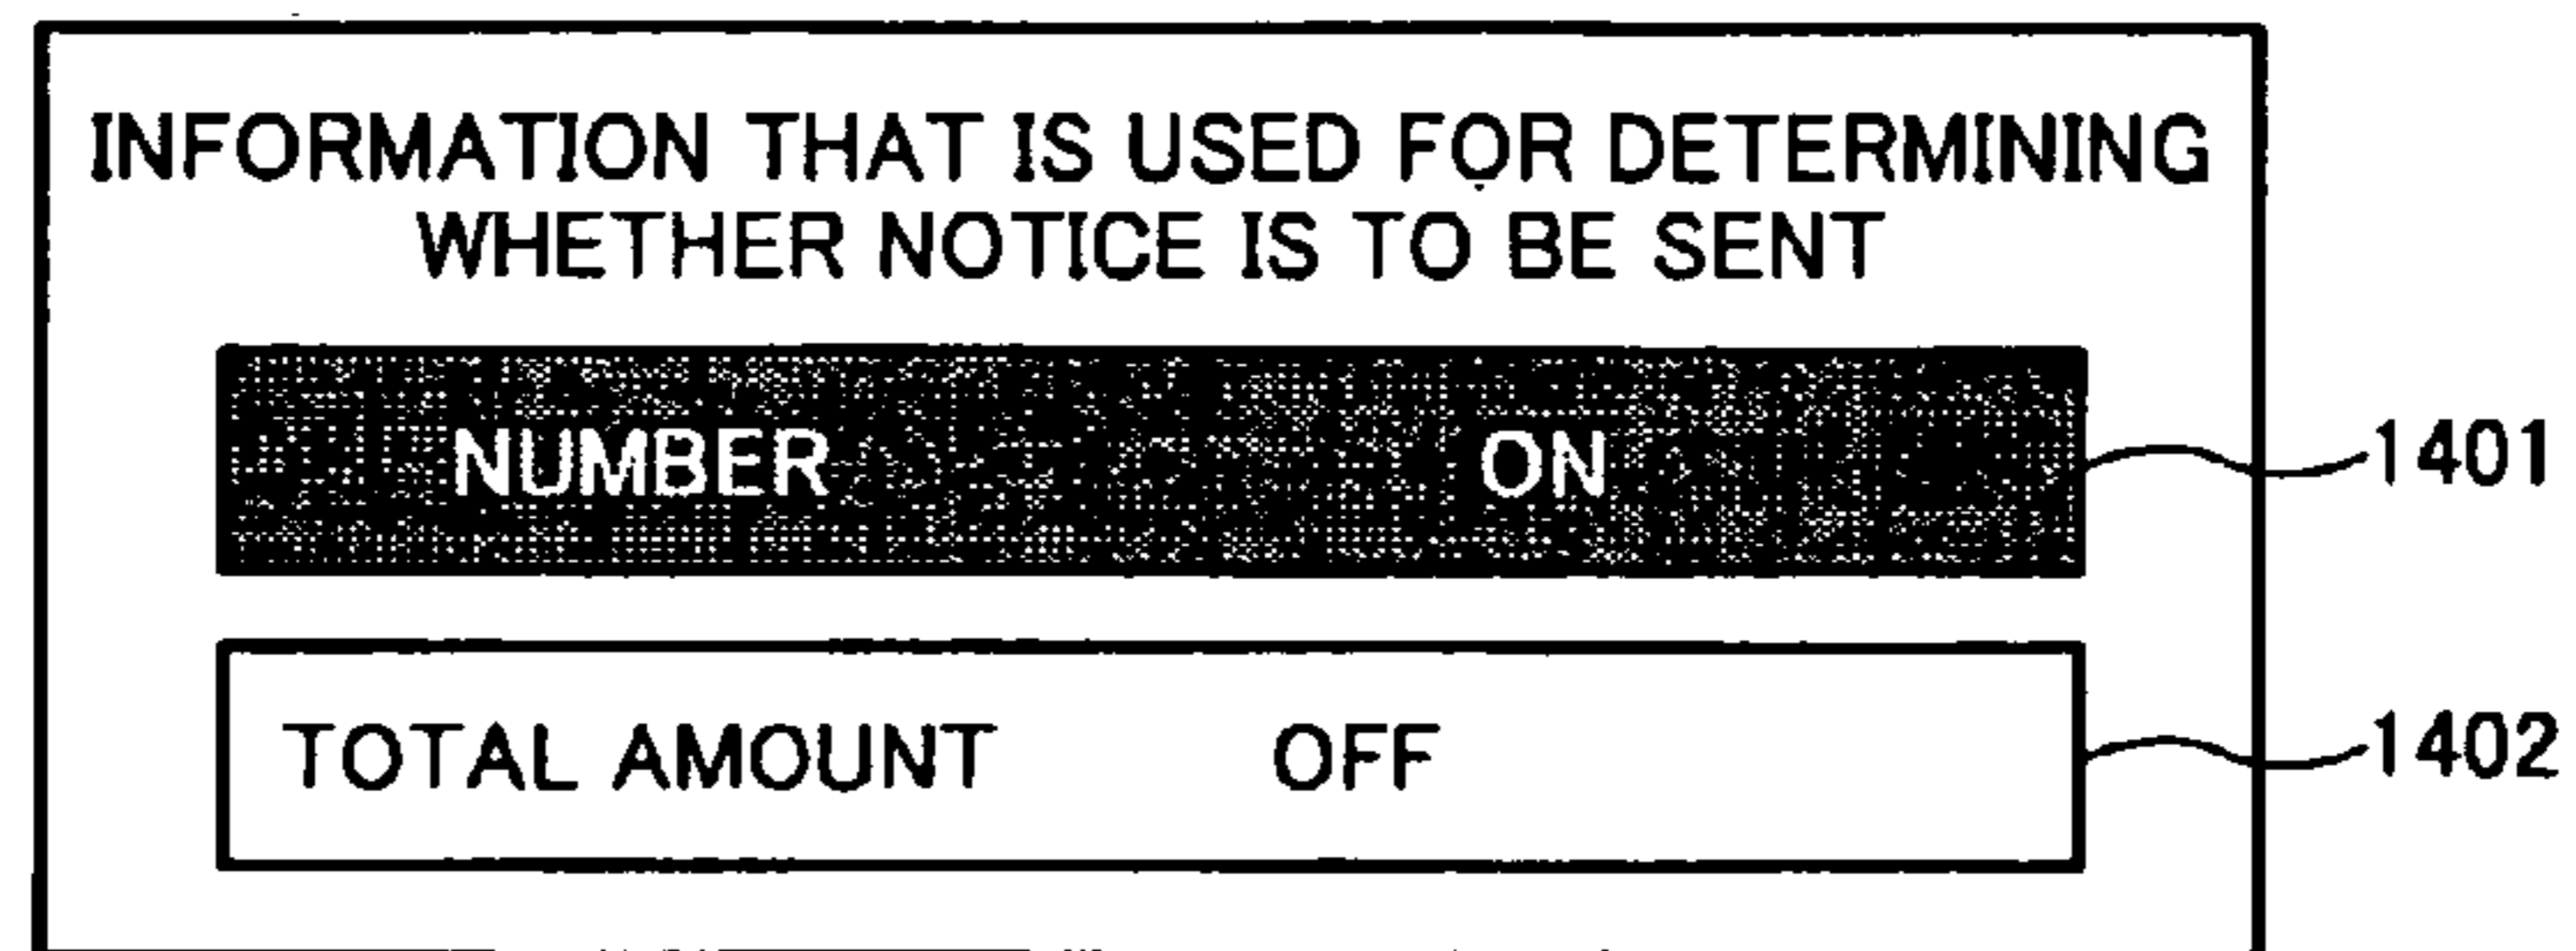 INFORMATION THAT IS USED FOR DETERMINING
WHETHER NOTICE IS TO BE SENT
NUMBER ON 1401
TOTAL AMOUNT OFF 1402